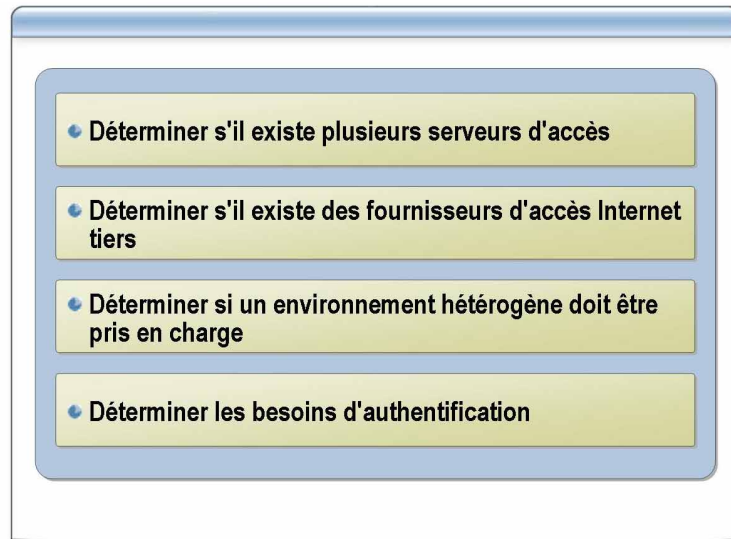 Déterminer s'il existe plusieurs serveurs d'accès
Déterminer s'il existe des fournisseurs d'accès Internet
tiers
Déterminer si un environnement hétérogène doit être
pris en charge
Déterminer les besoins d'authentification